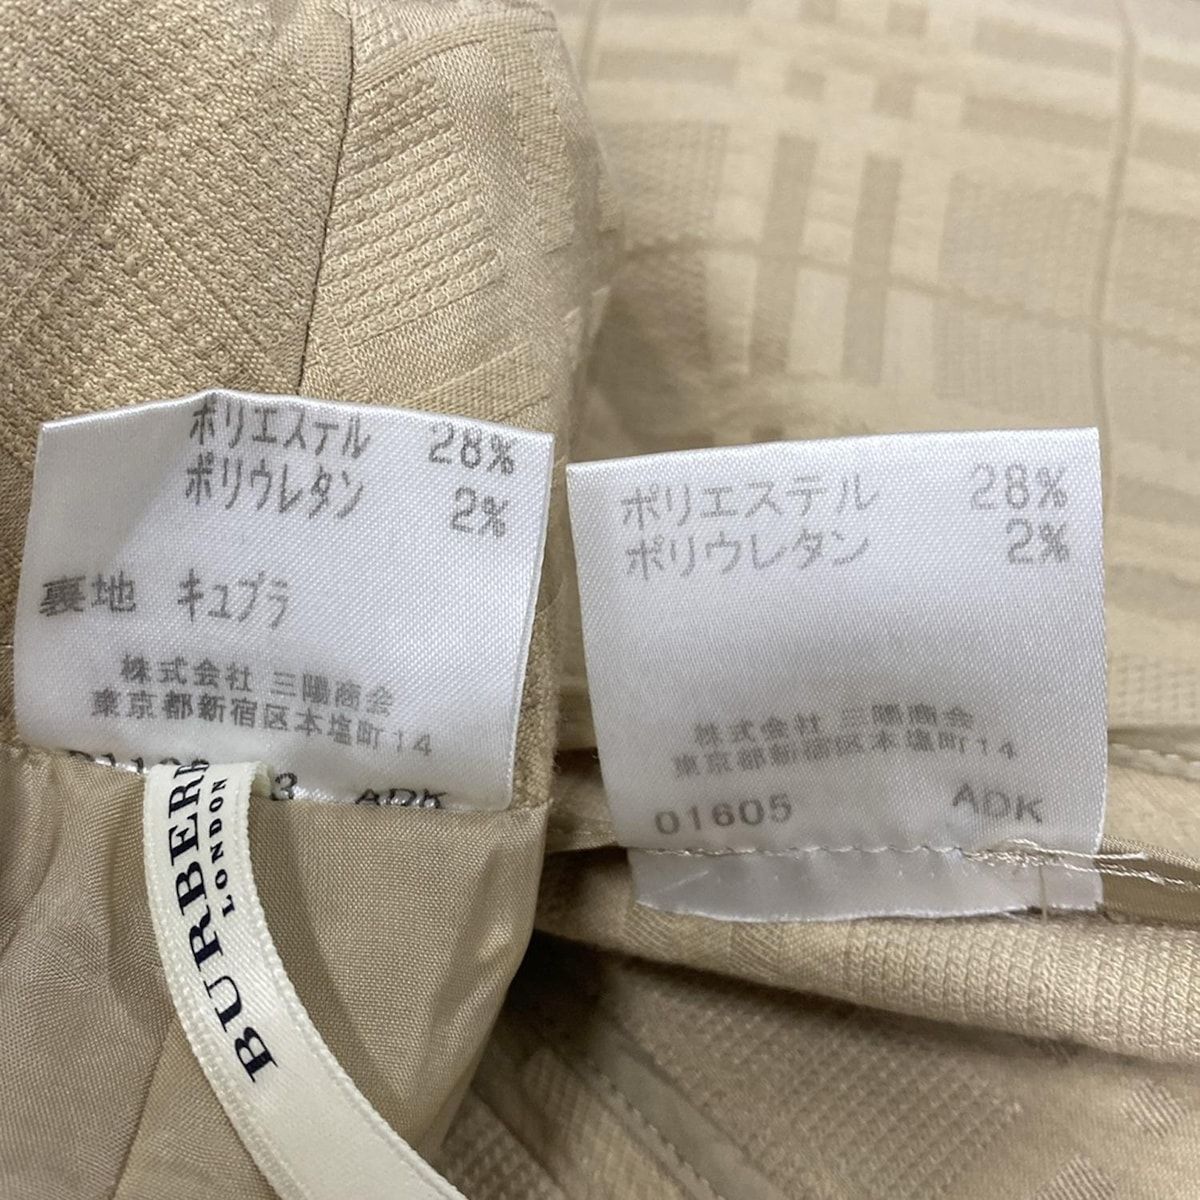 ポリエステル 28%
ポリウレタン 2%
裏地 キュプラ
株式会社 三陽商会
東京都新宿区本塩町14
3 ADK
BURBERR
LONDON
ポリエステル 28%
ポリウレタン 2%
株式会社 三陽商会
東京都新宿区本塩町14
01605 ADK